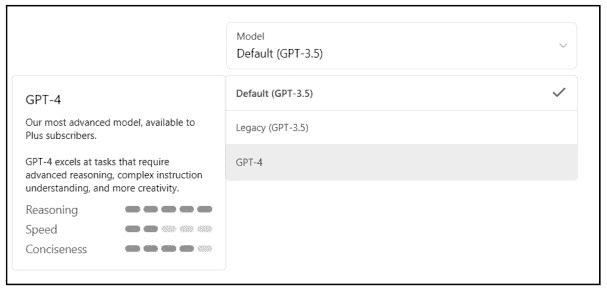 Model
Default (GPT-3.5)
Default (GPT-3.5)
Legacy (GPT-3.5)
GPT-4
GPT-4
Our most advanced model, available to
Plus subscribers.
GPT-4 excels at tasks that require
advanced reasoning, complex instruction
understanding, and more creativity.
Reasoning
Speed
Conciseness